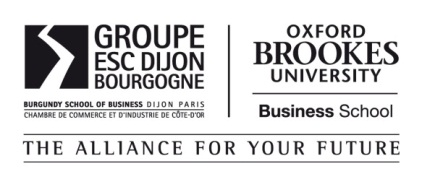 GROUPE
ESC DIJON
BOURGOGNE
BURGUNDY SCHOOL OF BUSINESS DIJON PARIS
CHAMBRE DE COMMERCE ET D'INDUSTRIE DE CÔTE-D'OR
OXFORD
BROOKES
UNIVERSITY
Business School
THE ALLIANCE FOR YOUR FUTURE